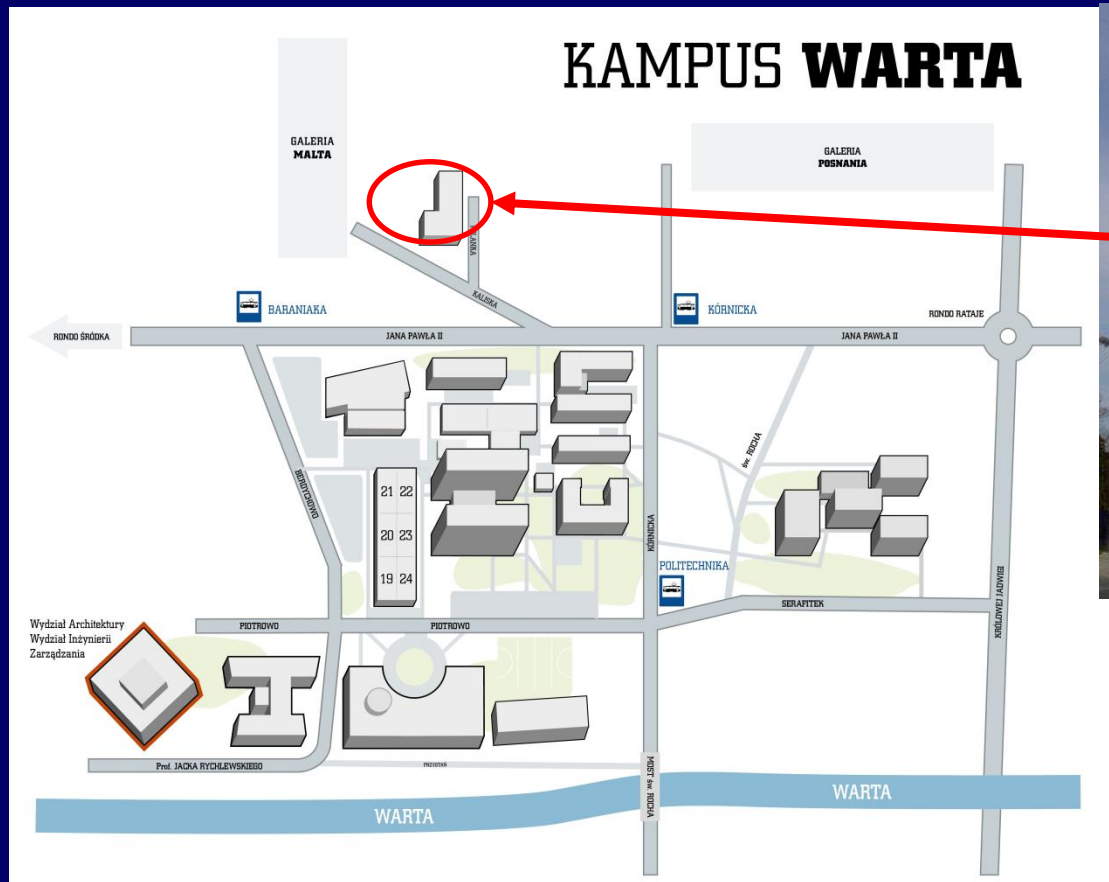 KAMPUS WARTA
GALERIA
MALTA
GALERIA
POSNANIA
POLANKA
KALISKA
BARANIAKA
KÓRNICKA
RONDO RATAJE
RONDO ŚRÓDKA
JANA PAWŁA II
JANA PAWŁA II
św. ROCHA
BERDYCHOWO
21 22
20 23
19 24
KÓRNICKA
POLITECHNIKA
SERAFITEK
KRÓLOWEJ JADWIGI
Wydział Architektury
Wydział Inżynierii
Zarządzania
PIOTROWO
PIOTROWO
Prof. JACKA RYCHLEWSKIEGO
PRZYSTAŃ
MOST św. ROCHA
WARTA
WARTA